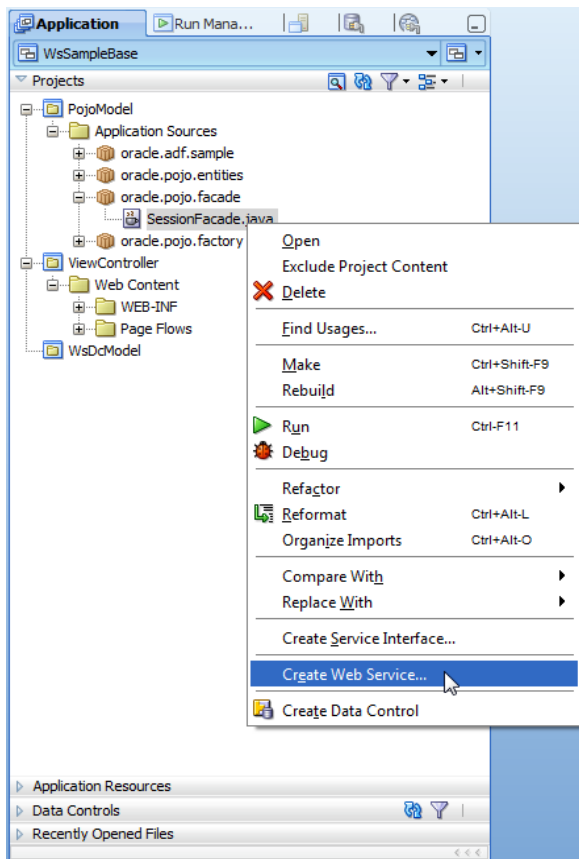 Application
Run Mana...
WsSampleBase
Projects
PojoModel
Application Sources
oracle.adf.sample
oracle.pojo.entities
oracle.pojo.facade
SessionFacade.java
oracle.pojo.factory
ViewController
Web Content
WEB-INF
Page Flows
WsDcModel
Open
Exclude Project Content
Delete
Find Usages... Ctrl+Alt-U
Make Ctrl+Shift-F9
Rebuild Alt+Shift-F9
Run Ctrl-F11
Debug
Refactor
Reformat Ctrl+Alt-L
Organize Imports Ctrl+Alt-O
Compare With
Replace With
Create Service Interface...
Create Web Service...
Create Data Control
Application Resources
Data Controls
Recently Opened Files